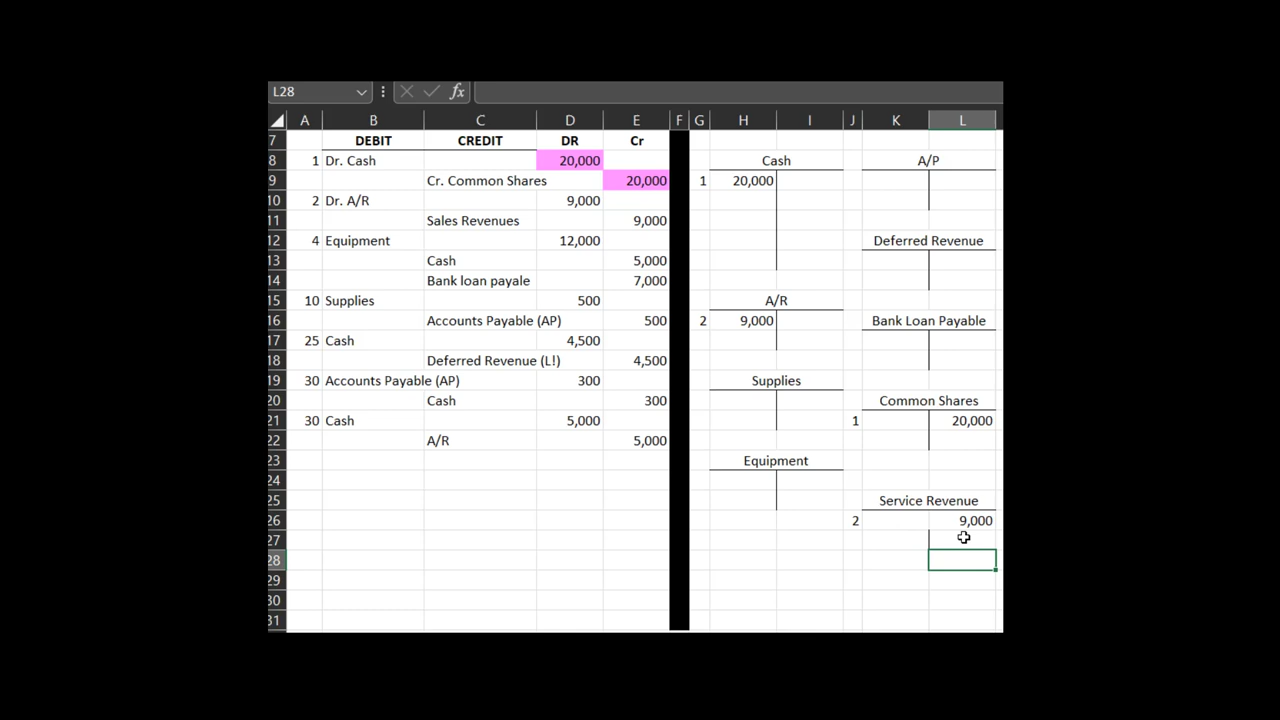 L28 fx
A B C D E F G H I J K L
7 DEBIT CREDIT DR Cr
8 1 Dr. Cash 20,000 Cash A/P
9 Cr. Common Shares 20,000 1 20,000
10 2 Dr. A/R 9,000
11 Sales Revenues 9,000
12 4 Equipment 12,000 Deferred Revenue
13 Cash 5,000
14 Bank loan payale 7,000
15 10 Supplies 500 A/R
16 Accounts Payable (AP) 500 2 9,000 Bank Loan Payable
17 25 Cash 4,500
18 Deferred Revenue (L!) 4,500
19 30 Accounts Payable (AP) 300 Supplies
20 Cash 300 Common Shares
21 30 Cash 5,000 1 20,000
22 A/R 5,000
23 Equipment
24
25 Service Revenue
26 2 9,000
27
28
29
30
31